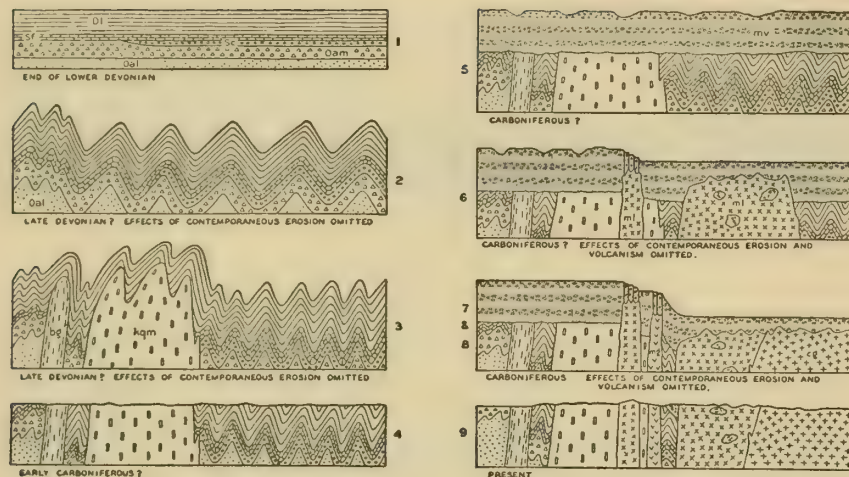 Dl
Sf
Sc
Oam
Oal
1
END OF LOWER DEVONIAN
2
Oal
LATE DEVONIAN? EFFECTS OF CONTEMPORANEOUS EROSION OMITTED
bg
kqm
3
LATE DEVONIAN? EFFECTS OF CONTEMPORANEOUS EROSION OMITTED
4
EARLY CARBONIFEROUS?
mv
5
CARBONIFEROUS ?
6
ml
ml
CARBONIFEROUS? EFFECTS OF CONTEMPORANEOUS EROSION AND
VOLCANISM OMITTED.
7
&
8
CARBONIFEROUS EFFECTS OF CONTEMPORANEOUS EROSION AND
VOLCANISM OMITTED.
9
PRESENT